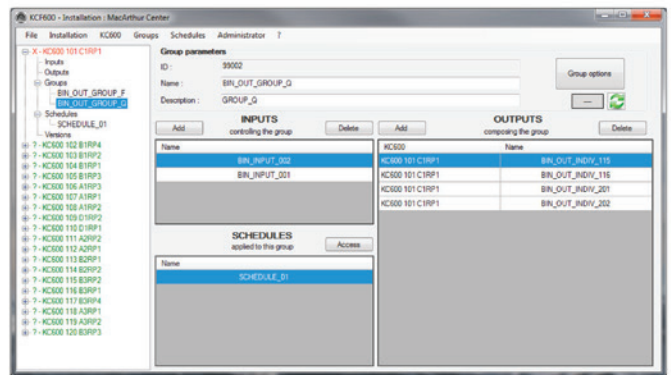 KCF600 - Installation : MacArthur Center
File Installation KC600 Groups Schedules Administrator ?
X - KC600 101 C1RP1
Inputs
Outputs
Groups
BIN_OUT_GROUP_F
BIN_OUT_GROUP_G
Schedules
SCHEDULE_01
Versions
? - KC600 102 B1RP4
? - KC600 103 B1RP2
? - KC600 104 B1RP1
? - KC600 105 B1RP3
? - KC600 106 A1RP3
? - KC600 107 A1RP1
? - KC600 108 A1RP2
? - KC600 109 D1RP2
? - KC600 110 D1RP1
? - KC600 111 A2RP2
? - KC600 112 A2RP1
? - KC600 113 B2RP1
? - KC600 114 B2RP2
? - KC600 115 B3RP2
? - KC600 116 B3RP1
? - KC600 117 B3RP4
? - KC600 118 A3RP1
? - KC600 119 A3RP2
? - KC600 120 B3RP3
Group parameters
ID : 99002
Name : BIN_OUT_GROUP_G
Description : GROUP_G
Group options
---
Add
INPUTS
controlling the group
Delete
Name
BIN_INPUT_002
BIN_INPUT_001
SCHEDULES
applied to this group
Access
Name
SCHEDULE_01
Add
OUTPUTS
composing the group
Delete
KC600 Name
KC600 101 C1RP1 BIN_OUT_INDIV_115
KC600 101 C1RP1 BIN_OUT_INDIV_116
KC600 101 C1RP1 BIN_OUT_INDIV_201
KC600 101 C1RP1 BIN_OUT_INDIV_202